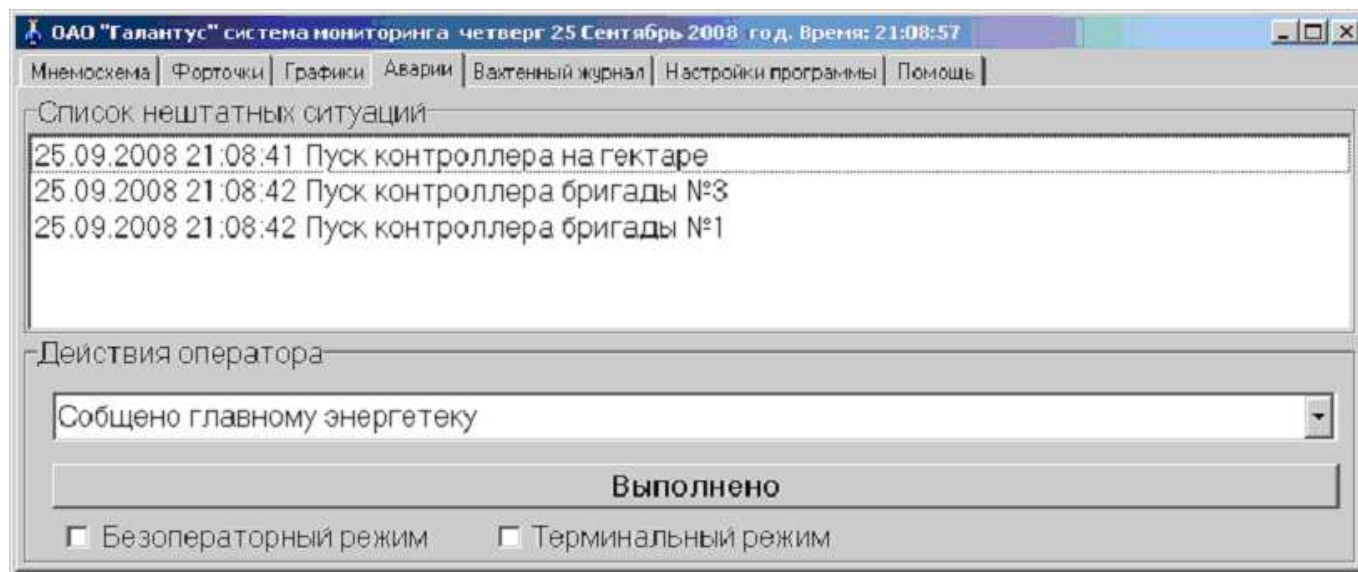 ОАО "Галантус" система мониторинга четверг 25 Сентябрь 2008 год. Время: 21:08:57
Мнемосхема Форточки Графики Аварии Вахтенный журнал Настройки программы Помощь
Список нештатных ситуаций
25.09.2008 21:08:41 Пуск контроллера на гектаре
25.09.2008 21:08:42 Пуск контроллера бригады №3
25.09.2008 21:08:42 Пуск контроллера бригады №1
Действия оператора
Собщено главному энергетеку
Выполнено
Безоператорный режим Терминальный режим